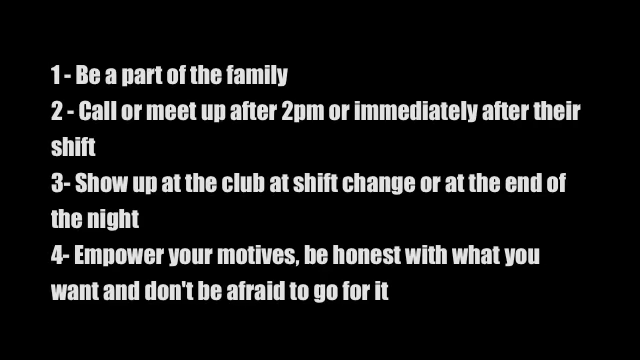 1 - Be a part of the family
2 - Call or meet up after 2pm or immediately after their
shift
3- Show up at the club at shift change or at the end of
the night
4- Empower your motives, be honest with what you
want and don't be afraid to go for it